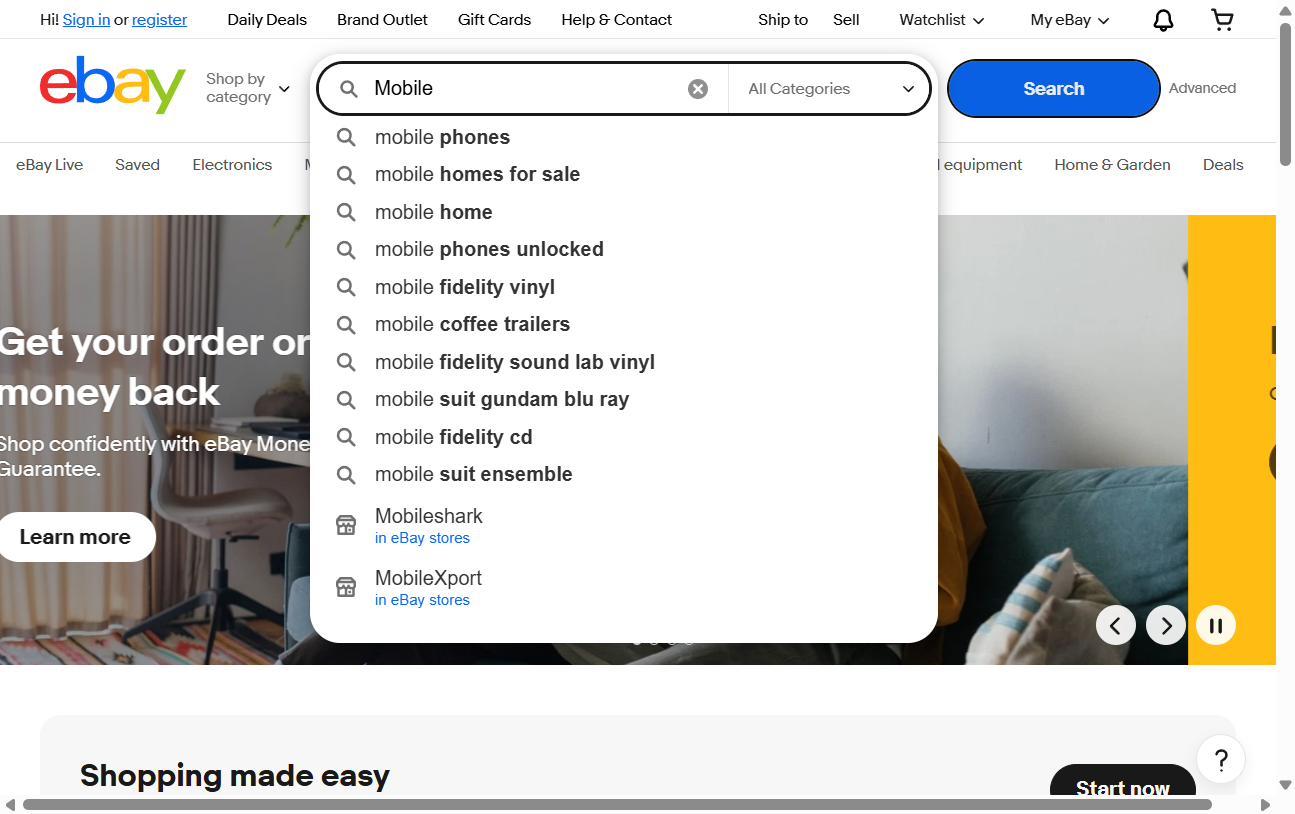 Hi! Sign in or register
Daily Deals
Brand Outlet
Gift Cards
Help & Contact
Ship to
Sell
Watchlist
My eBay
ebay
Shop by
category
Mobile
All Categories
Search
Advanced
eBay Live
Saved
Electronics
equipment
Home & Garden
Deals
mobile phones
mobile homes for sale
mobile home
mobile phones unlocked
mobile fidelity vinyl
mobile coffee trailers
mobile fidelity sound lab vinyl
mobile suit gundam blu ray
mobile fidelity cd
mobile suit ensemble
Mobileshark
in eBay stores
MobileXport
in eBay stores
Get your order or
money back
Shop confidently with eBay Mone
Guarantee.
Learn more
Shopping made easy
Start now
?